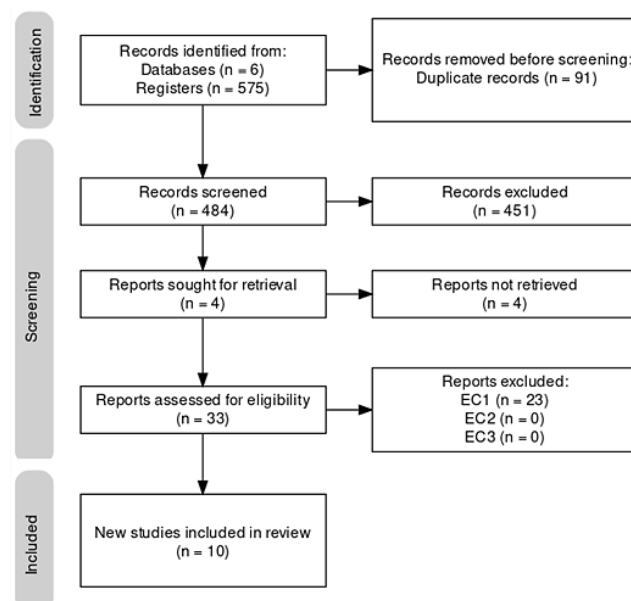 Identification
Records identified from:
Databases (n = 6)
Registers (n = 575)
Records removed before screening:
Duplicate records (n = 91)
Screening
Records screened
(n = 484)
Records excluded
(n = 451)
Reports sought for retrieval
(n = 4)
Reports not retrieved
(n = 4)
Reports assessed for eligibility
(n = 33)
Reports excluded:
EC1 (n = 23)
EC2 (n = 0)
EC3 (n = 0)
Included
New studies included in review
(n = 10)